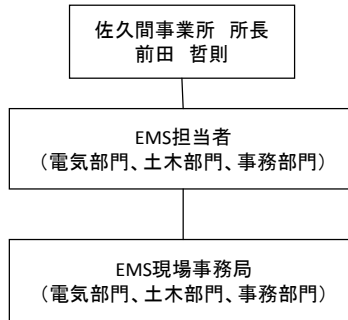 佐久間事業所　所長
前田　哲則
EMS担当者
（電気部門、土木部門、事務部門）
EMS現場事務局
（電気部門、土木部門、事務部門）